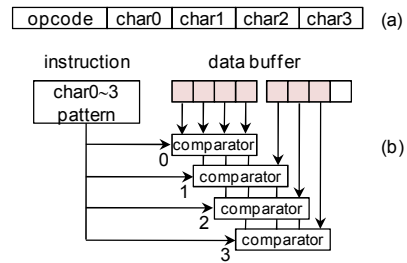 opcode char0 char1 char2 char3 (a)
instruction data buffer
char0~3
pattern
comparator
0
comparator
1
comparator
2
comparator
3
(b)